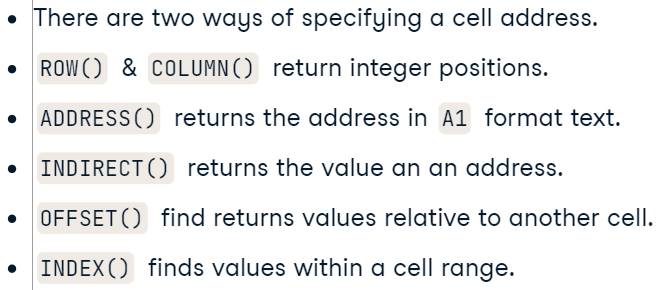 • There are two ways of specifying a cell address.
• ROW() & COLUMN() return integer positions.
• ADDRESS() returns the address in A1 format text.
• INDIRECT() returns the value an an address.
• OFFSET() find returns values relative to another cell.
• INDEX() finds values within a cell range.